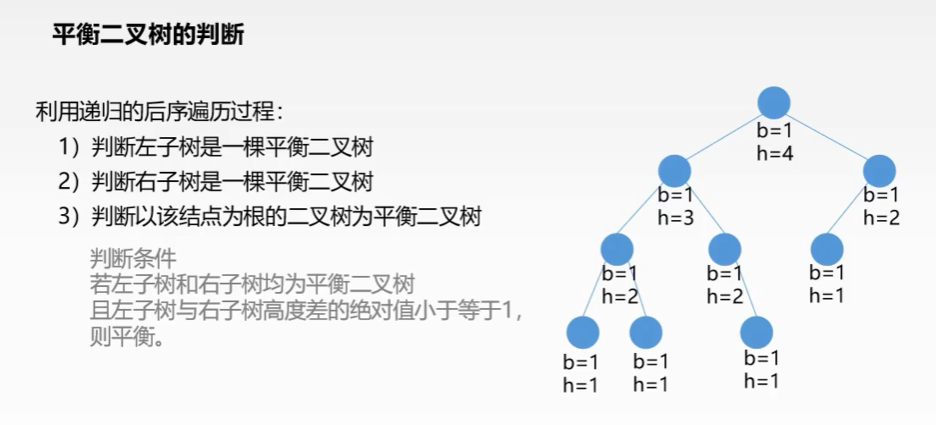 平衡二叉树的判断
利用递归的后序遍历过程：
1）判断左子树是一棵平衡二叉树
2）判断右子树是一棵平衡二叉树
3）判断以该结点为根的二叉树为平衡二叉树
判断条件
若左子树和右子树均为平衡二叉树
且左子树与右子树高度差的绝对值小于等于1，
则平衡。
b=1
h=4
b=1
h=3
b=1
h=2
b=1
h=2
b=1
h=2
b=1
h=1
b=1
h=1
b=1
h=1
b=1
h=1